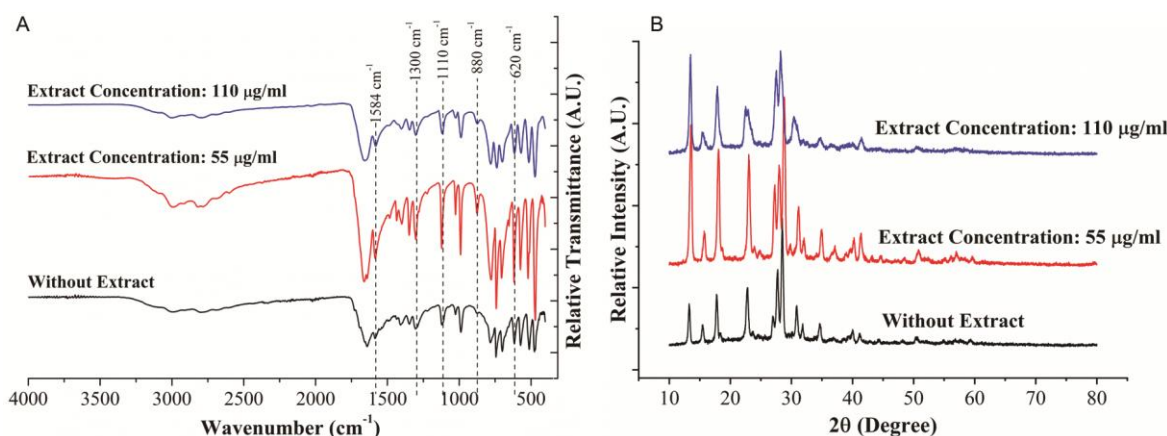 A
1584 cm⁻¹
1300 cm⁻¹
1110 cm⁻¹
880 cm⁻¹
620 cm⁻¹
Extract Concentration: 110 µg/ml
Extract Concentration: 55 µg/ml
Without Extract
Relative Transmittance (A.U.)
4000 3500 3000 2500 2000 1500 1000 500
Wavenumber (cm⁻¹)
B
Relative Intensity (A.U.)
Extract Concentration: 110 µg/ml
Extract Concentration: 55 µg/ml
Without Extract
10 20 30 40 50 60 70 80
2θ (Degree)